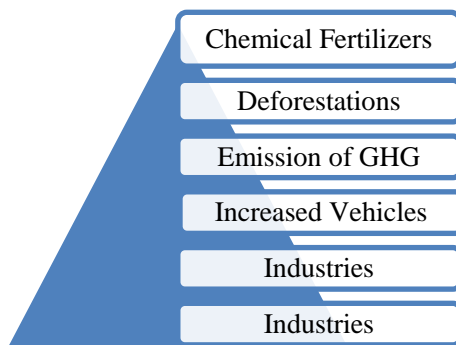 Chemical Fertilizers
Deforestations
Emission of GHG
Increased Vehicles
Industries
Industries